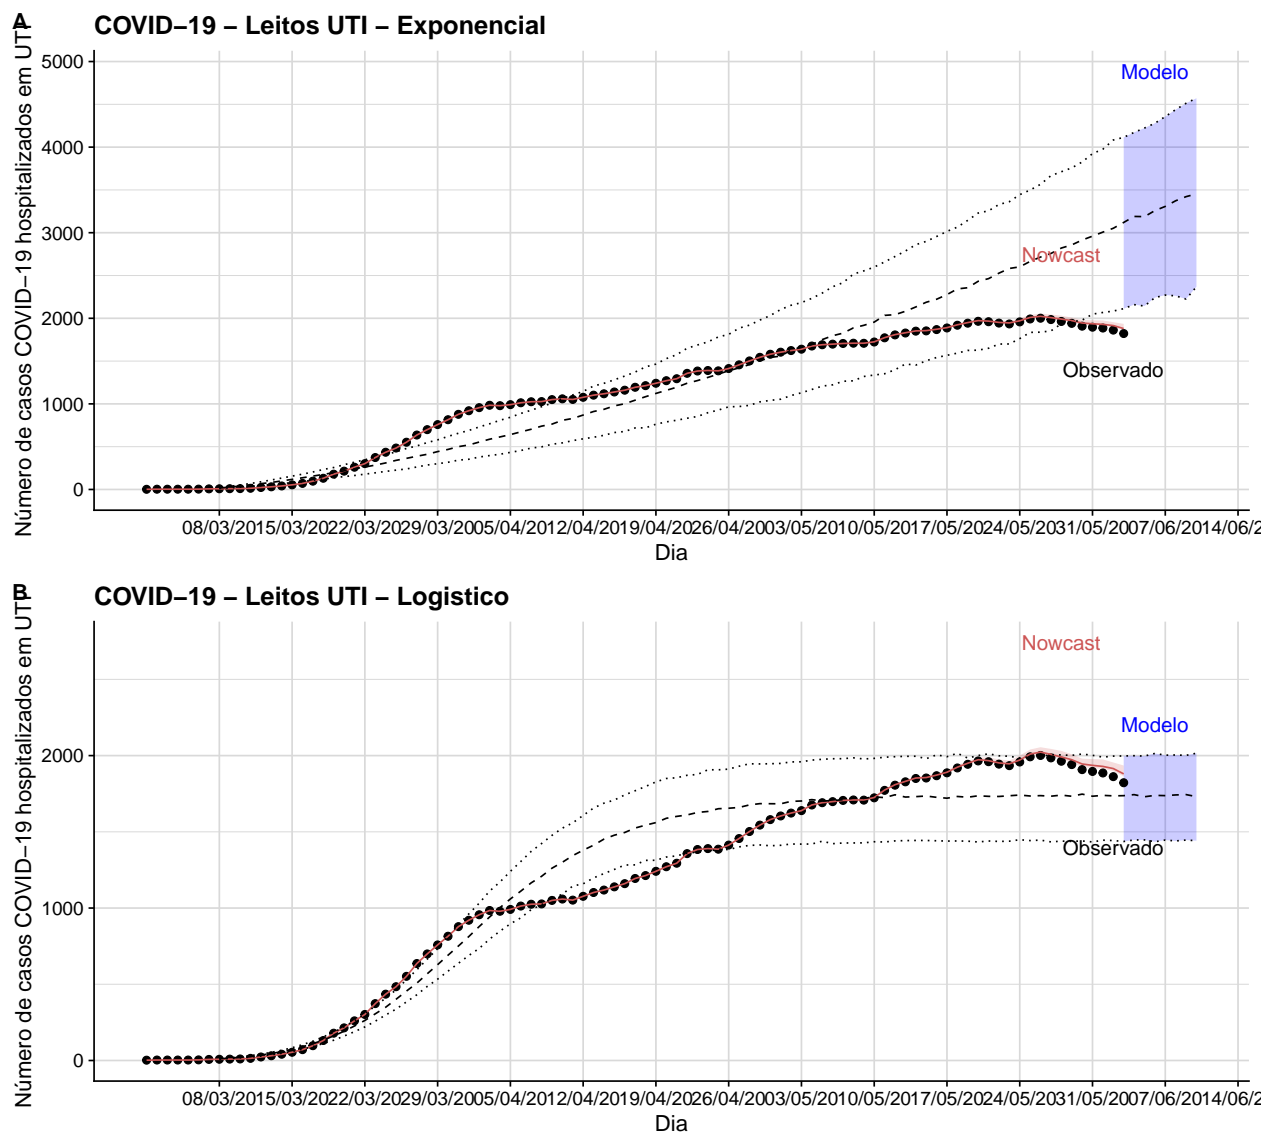 A
COVID–19 – Leitos UTI – Exponencial
Número de casos COVID–19 hospitalizados em UTI
5000
4000
3000
2000
1000
0
Modelo
Nowcast
Observado
08/03/2015/03/2022/03/2029/03/2005/04/2012/04/2019/04/2026/04/2003/05/2010/05/2017/05/2024/05/2031/05/2007/06/2014/06/2
Dia
B
COVID–19 – Leitos UTI – Logistico
Número de casos COVID–19 hospitalizados em UTI
2000
1000
0
Nowcast
Modelo
Observado
08/03/2015/03/2022/03/2029/03/2005/04/2012/04/2019/04/2026/04/2003/05/2010/05/2017/05/2024/05/2031/05/2007/06/2014/06/2
Dia